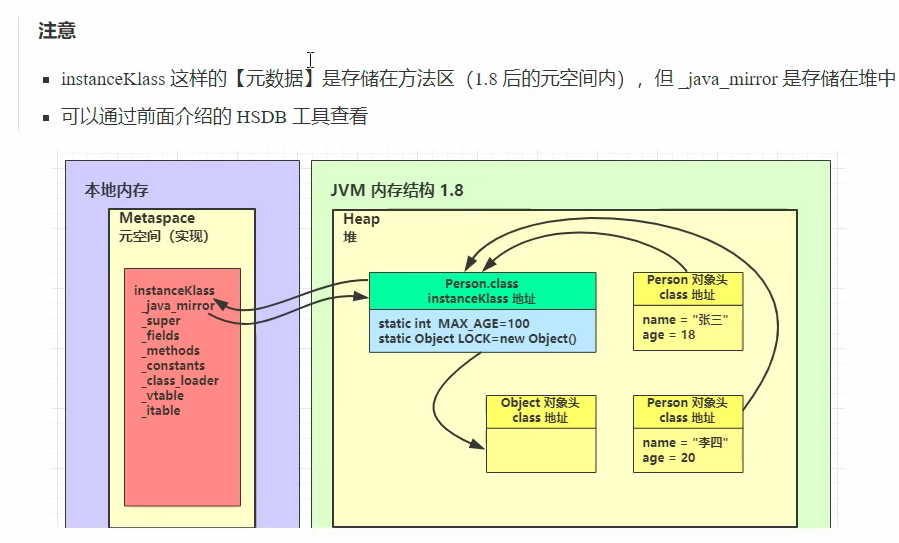 注意
instanceKlass 这样的【元数据】是存储在方法区（1.8 后的元空间内），但 _java_mirror 是存储在堆中
可以通过前面介绍的 HSDB 工具查看
本地内存
Metaspace
元空间（实现）
instanceKlass
_java_mirror
_super
_fields
_methods
_constants
_class_loader
_vtable
_itable
JVM 内存结构 1.8
Heap
堆
Person.class
instanceKlass 地址
static int MAX_AGE=100
static Object LOCK=new Object()
Person 对象头
class 地址
name = "张三"
age = 18
Object 对象头
class 地址
Person 对象头
class 地址
name = "李四"
age = 20